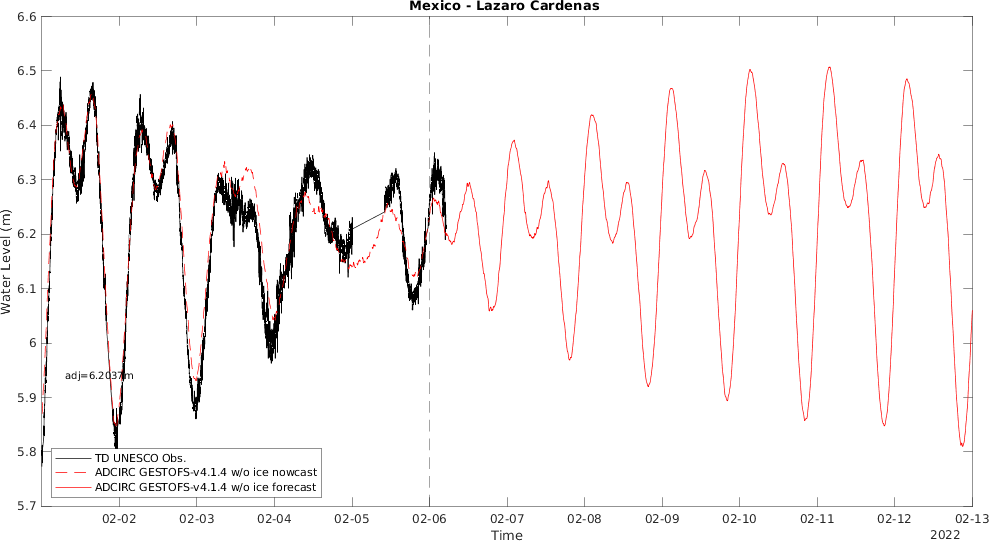 Mexico - Lazaro Cardenas
6.6
6.5
6.4
6.3
6.2
6.1
6
5.9
5.8
5.7
Water Level (m)
adj=6.2037m
TD UNESCO Obs.
ADCIRC GESTOFS-v4.1.4 w/o ice nowcast
ADCIRC GESTOFS-v4.1.4 w/o ice forecast
02-02 02-03 02-04 02-05 02-06 02-07 02-08 02-09 02-10 02-11 02-12 02-13
Time
2022